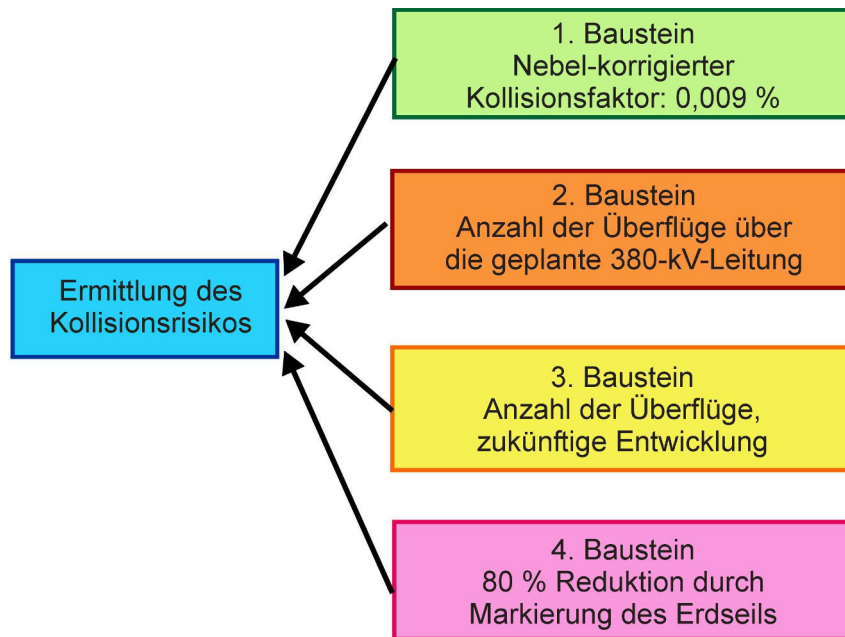 1. Baustein
Nebel-korrigierter
Kollisionsfaktor: 0,009 %
2. Baustein
Anzahl der Überflüge über
die geplante 380-kV-Leitung
Ermittlung des
Kollisionsrisikos
3. Baustein
Anzahl der Überflüge,
zukünftige Entwicklung
4. Baustein
80 % Reduktion durch
Markierung des Erdseils